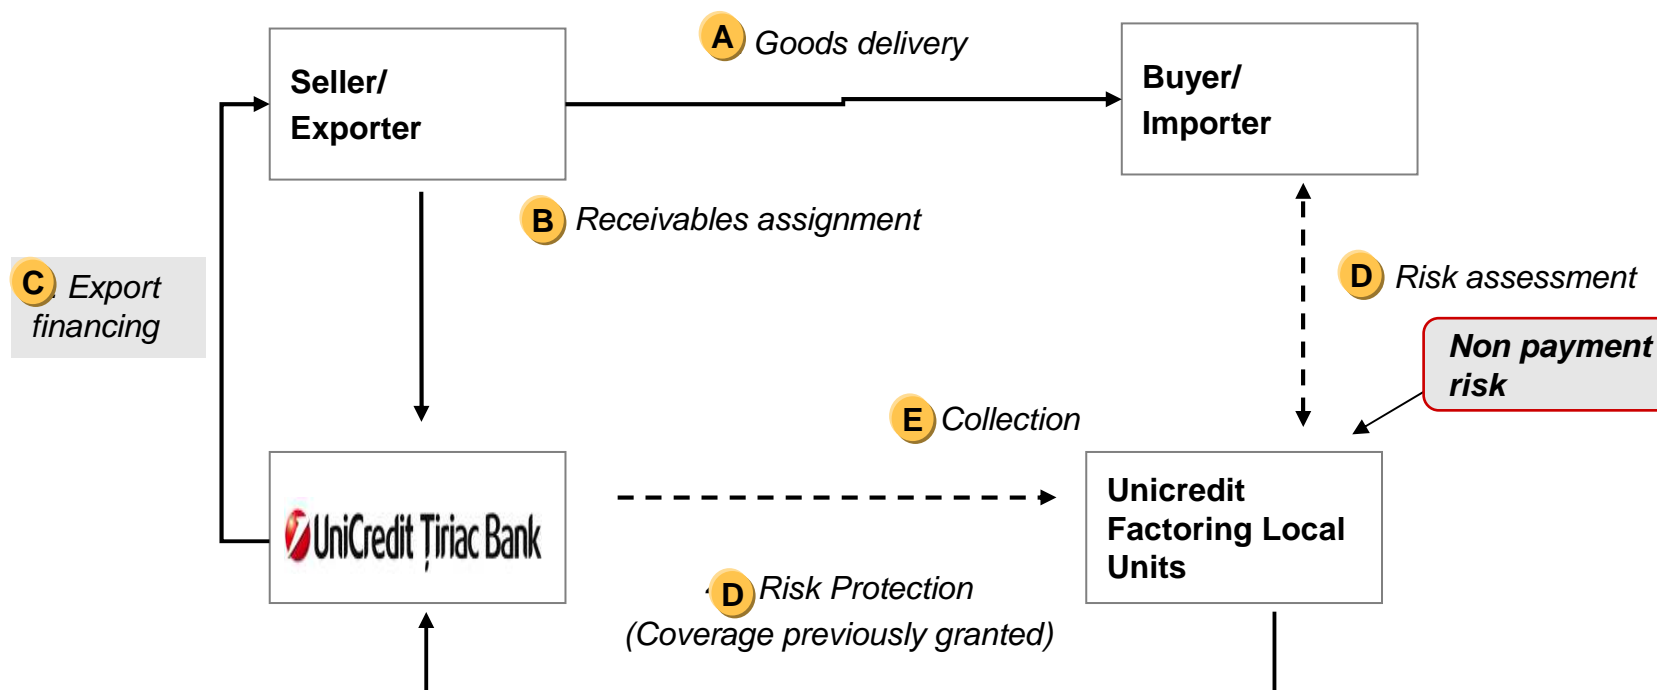 A Goods delivery
Seller/
Exporter
Buyer/
Importer
B Receivables assignment
C Export
financing
D Risk assessment
Non payment
risk
E Collection
UniCredit Ţiriac Bank
Unicredit
Factoring Local
Units
D Risk Protection
(Coverage previously granted)